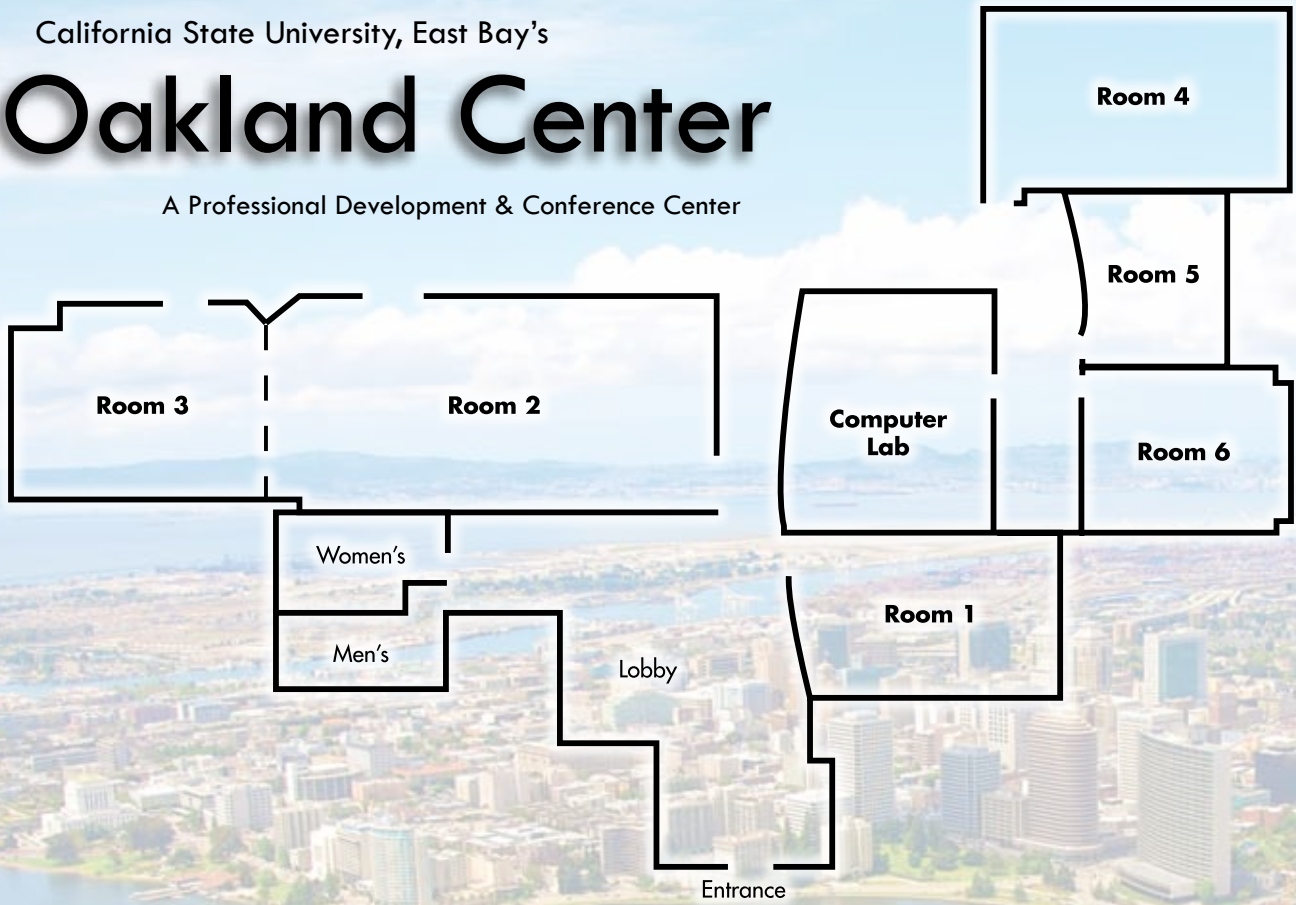 California State University, East Bay’s
Oakland Center
A Professional Development & Conference Center
Room 4
Room 5
Room 3
Room 2
Computer
Lab
Room 6
Women’s
Room 1
Men’s
Lobby
Entrance